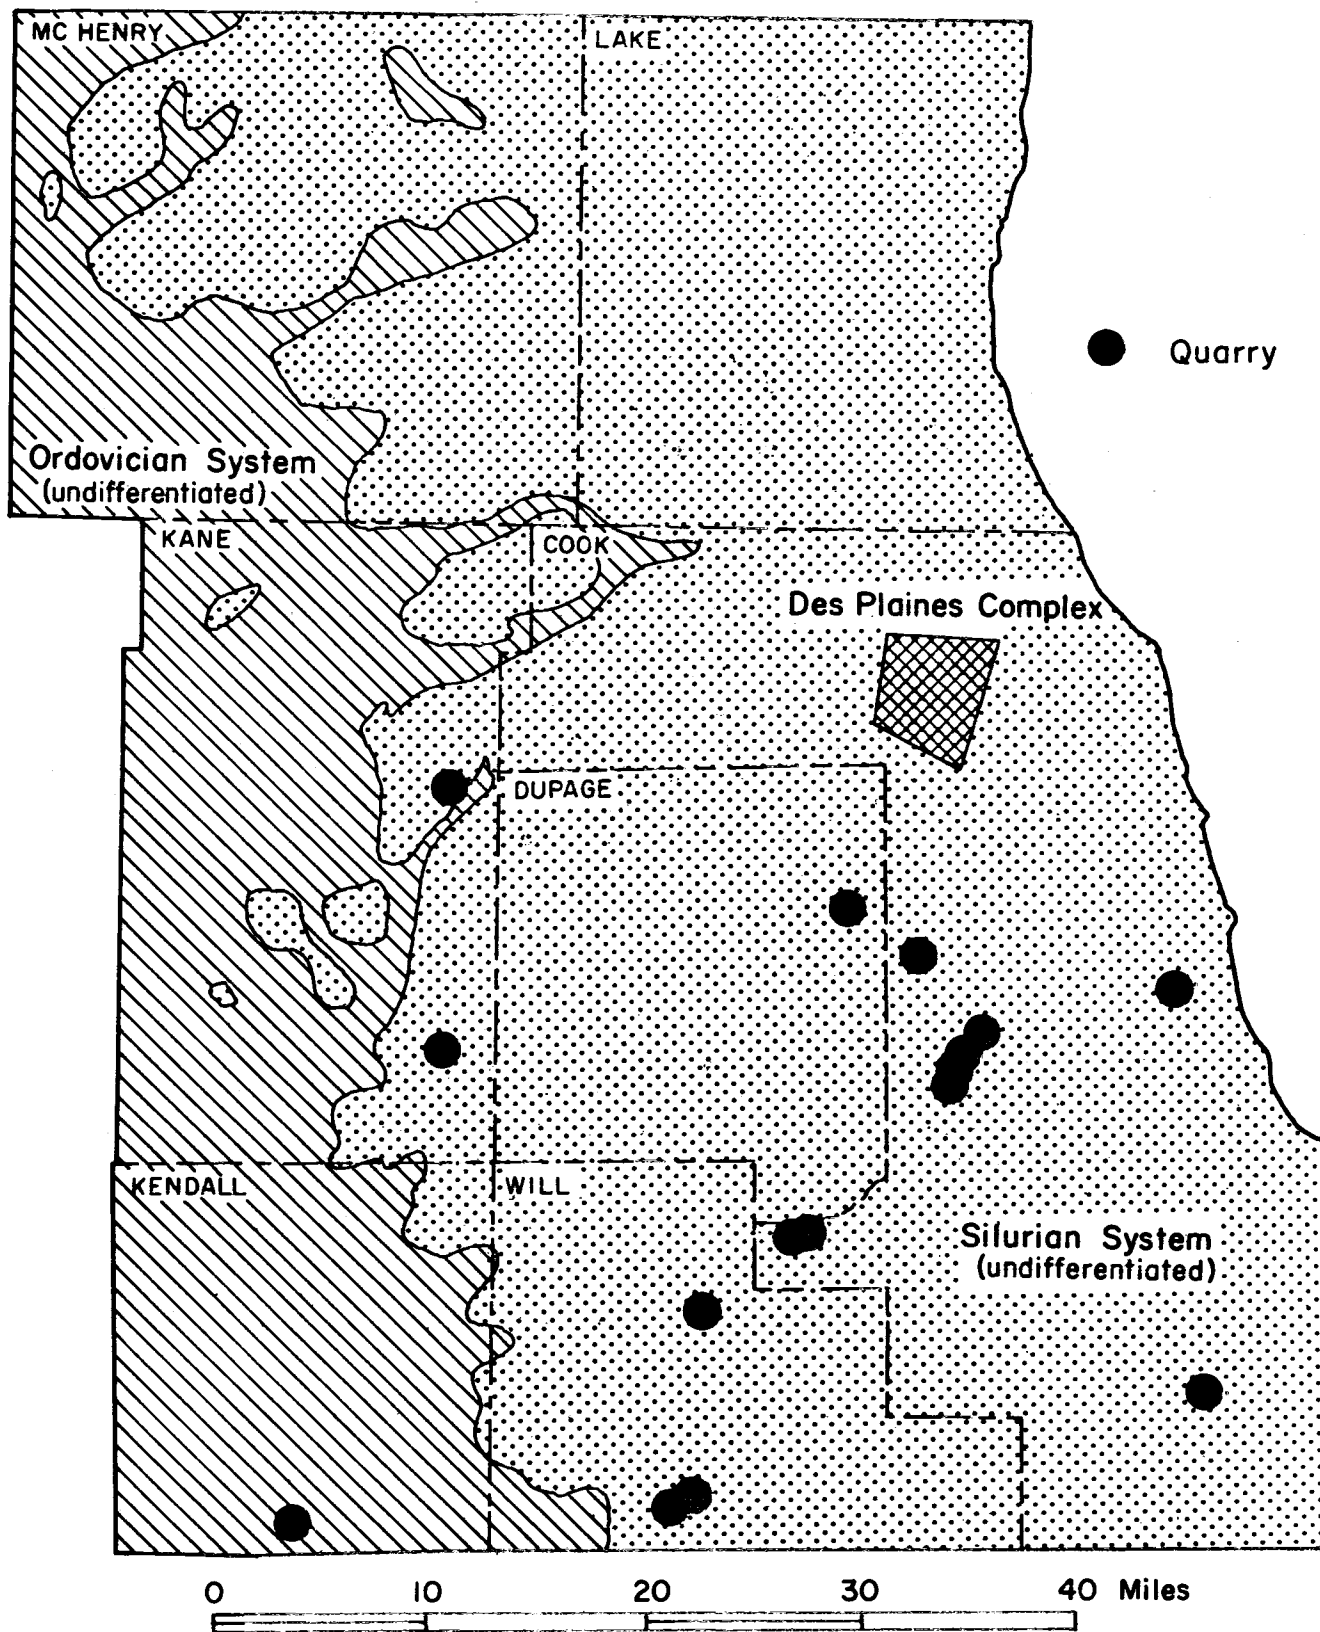 MC HENRY
LAKE
Quarry
Ordovician System
(undifferentiated)
KANE
COOK
Des Plaines Complex
DUPAGE
KENDALL
WILL
Silurian System
(undifferentiated)
0 10 20 30 40 Miles